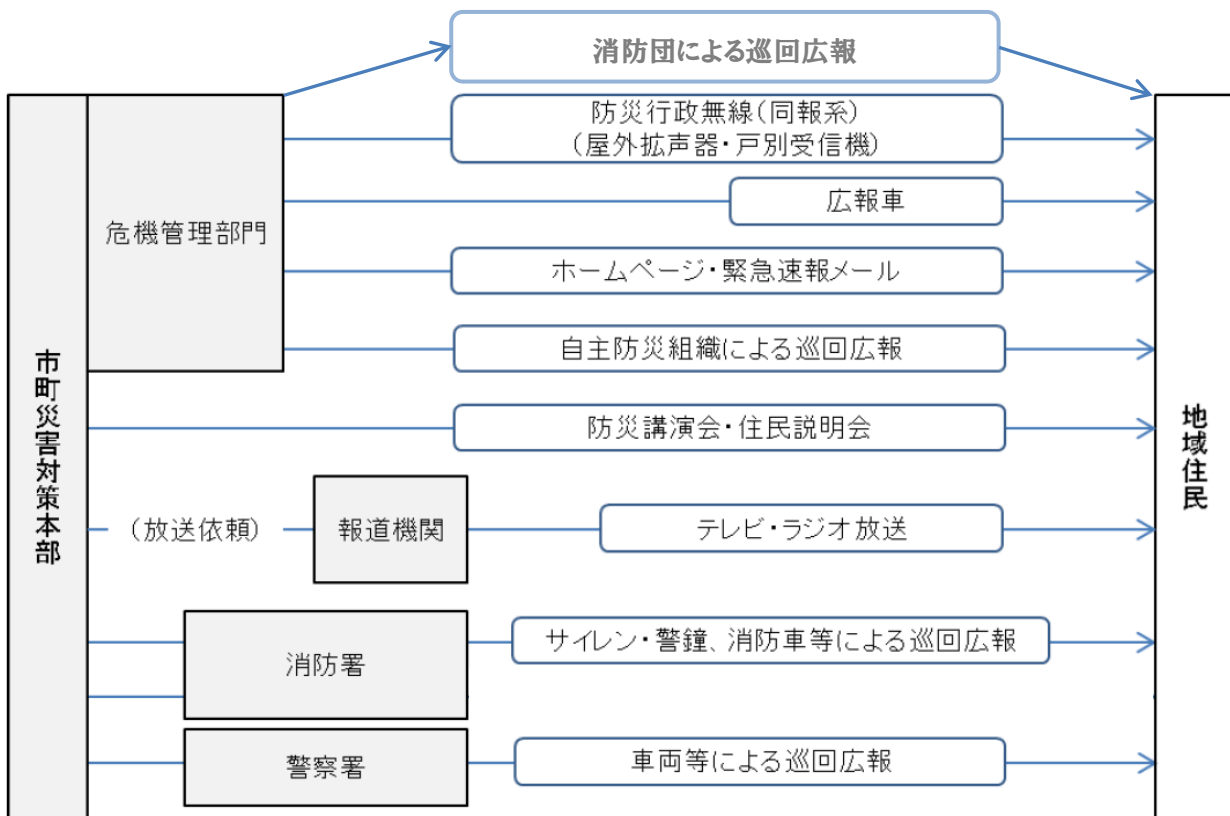 消防団による巡回広報
防災行政無線(同報系)
(屋外拡声器・戸別受信機)
広報車
危機管理部門
ホームページ・緊急速報メール
自主防災組織による巡回広報
市町災害対策本部
防災講演会・住民説明会
地域住民
(放送依頼)
報道機関
テレビ・ラジオ放送
サイレン・警鐘、消防車等による巡回広報
消防署
警察署
車両等による巡回広報